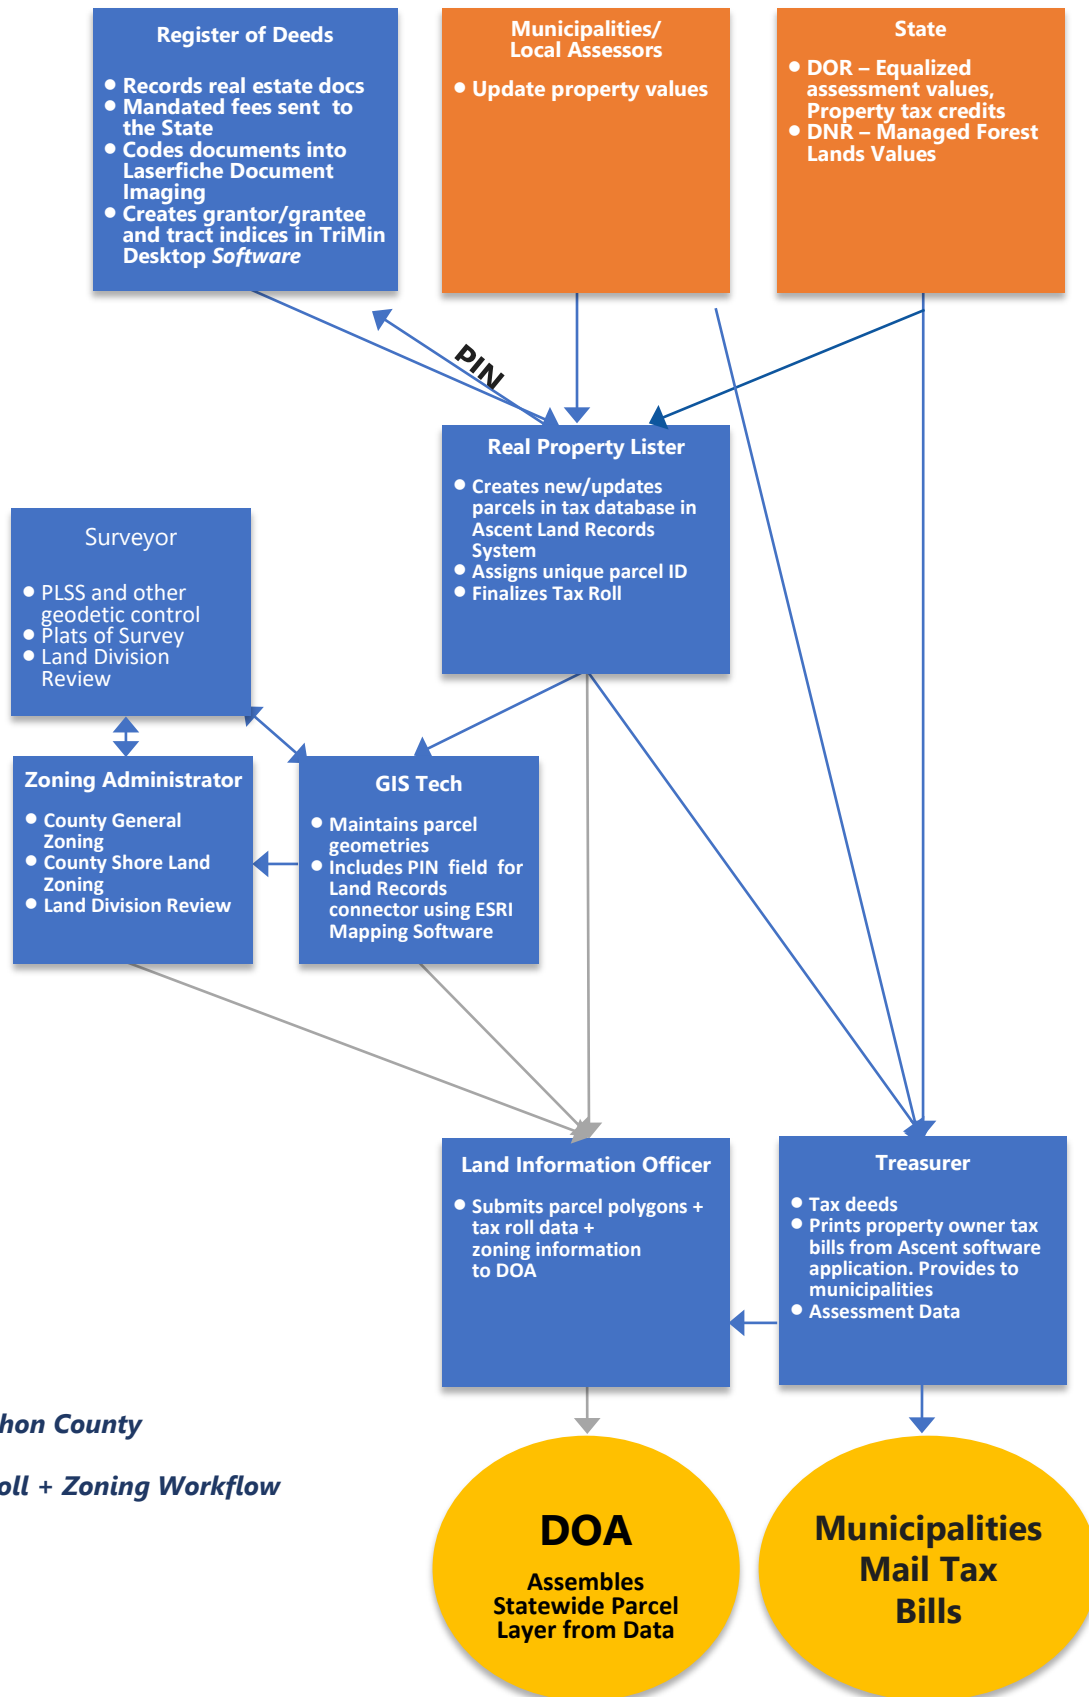 Register of Deeds
● Records real estate docs
● Mandated fees sent to
the State
● Codes documents into
Laserfiche Document
Imaging
● Creates grantor/grantee
and tract indices in TriMin
Desktop Software
Municipalities/
Local Assessors
● Update property values
State
● DOR – Equalized
assessment values,
Property tax credits
● DNR – Managed Forest
Lands Values
PIN
Real Property Lister
● Creates new/updates
parcels in tax database in
Ascent Land Records
System
● Assigns unique parcel ID
● Finalizes Tax Roll
Surveyor
● PLSS and other
geodetic control
● Plats of Survey
● Land Division
Review
Zoning Administrator
● County General
Zoning
● County Shore Land
Zoning
● Land Division Review
GIS Tech
● Maintains parcel
geometries
● Includes PIN field for
Land Records
connector using ESRI
Mapping Software
Land Information Officer
● Submits parcel polygons +
tax roll data +
zoning information
to DOA
Treasurer
● Tax deeds
● Prints property owner tax
bills from Ascent software
application. Provides to
municipalities
● Assessment Data
County
+ Zoning Workflow
DOA
Assembles
Statewide Parcel
Layer from Data
Municipalities
Mail Tax
Bills